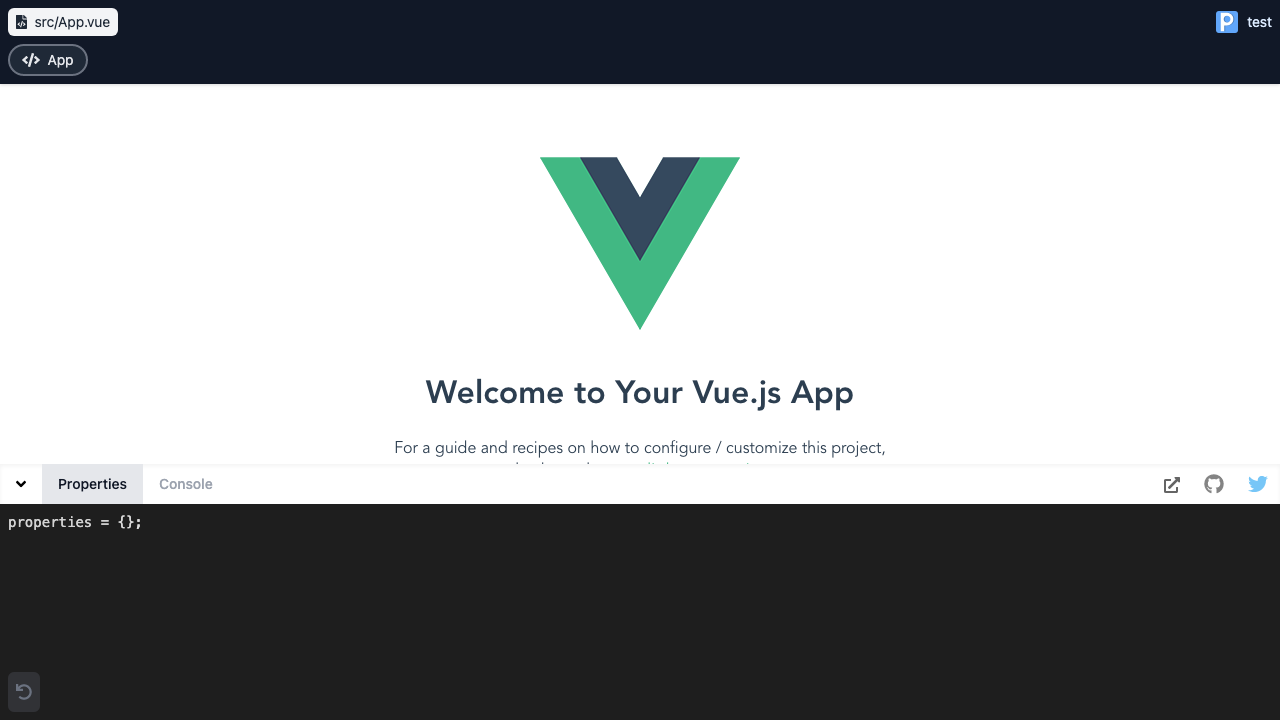 src/App.vue
test
App
Welcome to Your Vue.js App
For a guide and recipes on how to configure / customize this project,
Properties
Console
properties = {};